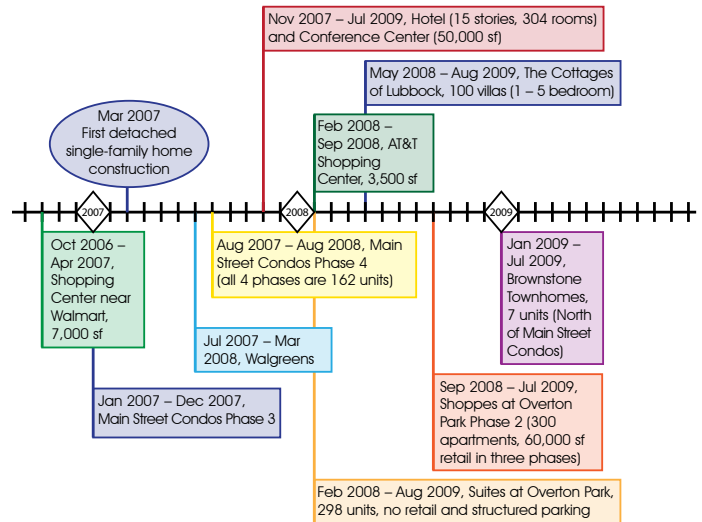 Nov 2007 – Jul 2009, Hotel (15 stories, 304 rooms)
and Conference Center (50,000 sf)
May 2008 – Aug 2009, The Cottages
of Lubbock, 100 villas (1 – 5 bedroom)
Mar 2007
First detached
single-family home
construction
Feb 2008 –
Sep 2008, AT&T
Shopping
Center, 3,500 sf
2007
2008
2009
Oct 2006 –
Apr 2007,
Shopping
Center near
Walmart,
7,000 sf
Aug 2007 – Aug 2008, Main
Street Condos Phase 4
(all 4 phases are 162 units)
Jan 2009 –
Jul 2009,
Brownstone
Townhomes,
7 units (North
of Main Street
Condos)
Jul 2007 – Mar
2008, Walgreens
Jan 2007 – Dec 2007,
Main Street Condos Phase 3
Sep 2008 – Jul 2009,
Shoppes at Overton
Park Phase 2 (300
apartments, 60,000 sf
retail in three phases)
Feb 2008 – Aug 2009, Suites at Overton Park,
298 units, no retail and structured parking